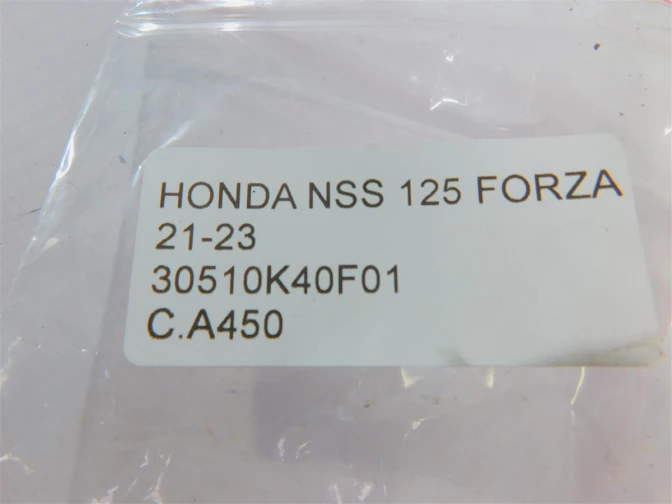 HONDA NSS 125 FORZA
21-23
30510K40F01
C.A450